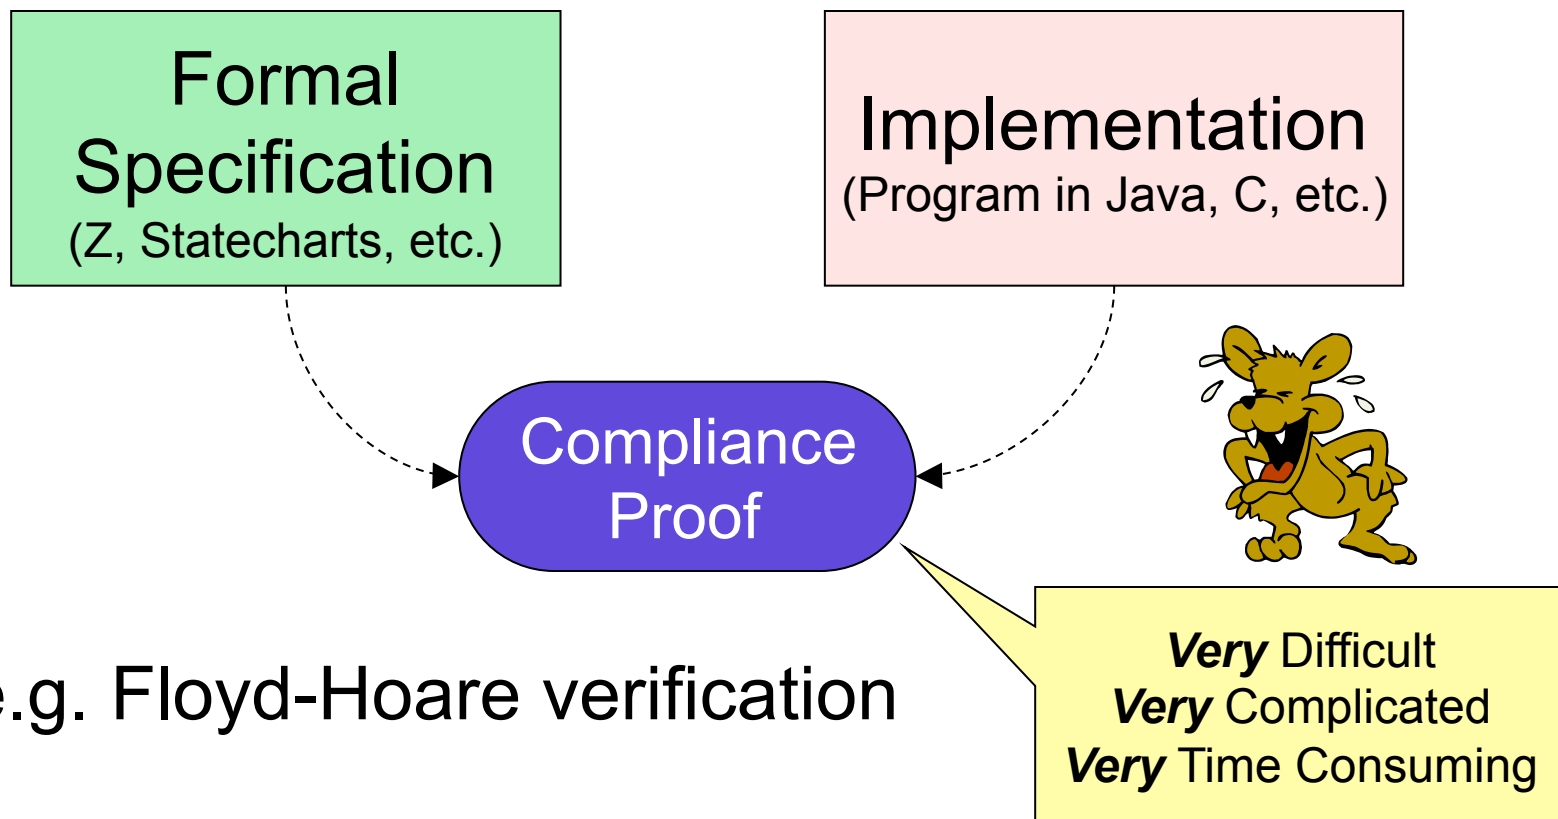 Formal
Specification
(Z, Statecharts, etc.)
Implementation
(Program in Java, C, etc.)
Compliance
Proof
e.g. Floyd-Hoare verification
Very Difficult
Very Complicated
Very Time Consuming